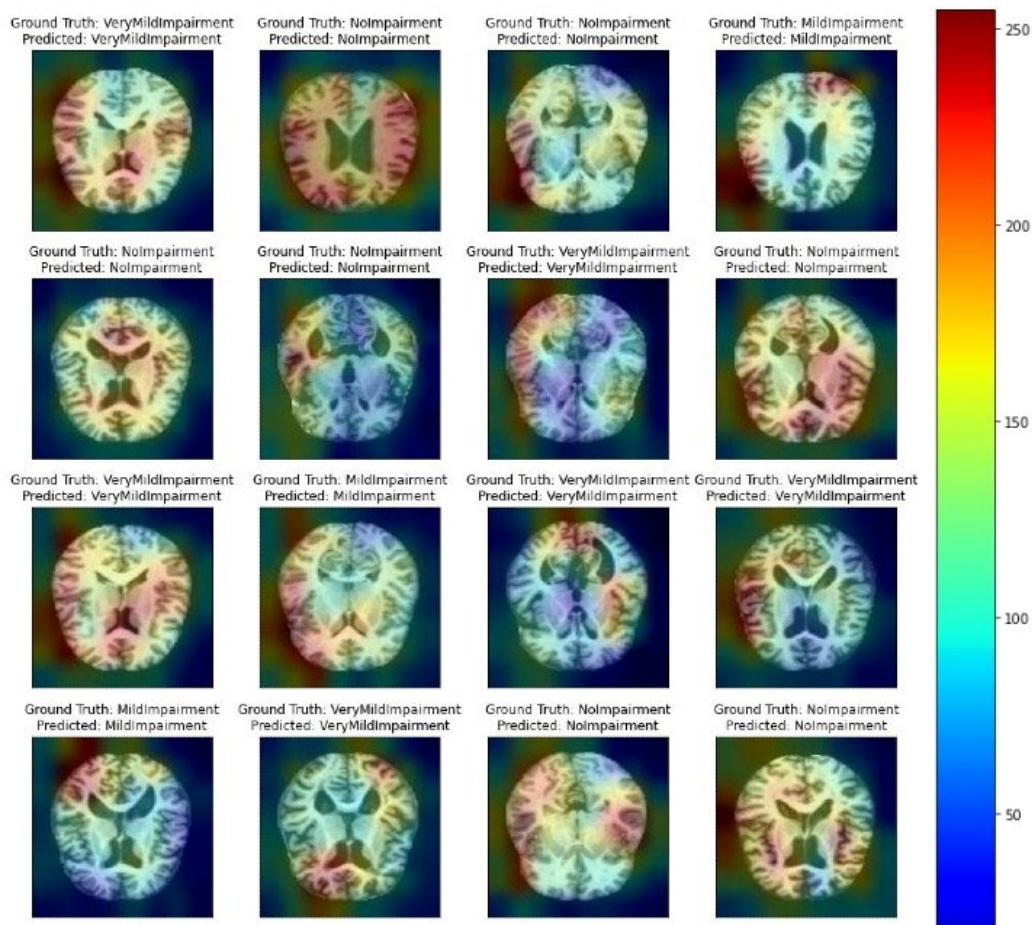 Ground Truth: VeryMildImpairment
Predicted: VeryMildImpairment
Ground Truth: NoImpairment
Predicted: NoImpairment
Ground Truth: NoImpairment
Predicted: NoImpairment
Ground Truth: MildImpairment
Predicted: MildImpairment
Ground Truth: NoImpairment
Predicted: NoImpairment
Ground Truth: NoImpairment
Predicted: NoImpairment
Ground Truth: VeryMildImpairment
Predicted: VeryMildImpairment
Ground Truth: NoImpairment
Predicted: NoImpairment
Ground Truth: VeryMildImpairment
Predicted: VeryMildImpairment
Ground Truth: MildImpairment
Predicted: MildImpairment
Ground Truth: VeryMildImpairment
Predicted: VeryMildImpairment
Ground Truth: VeryMildImpairment
Predicted: VeryMildImpairment
Ground Truth: MildImpairment
Predicted: MildImpairment
Ground Truth: VeryMildImpairment
Predicted: VeryMildImpairment
Ground Truth: NoImpairment
Predicted: NoImpairment
Ground Truth: NoImpairment
Predicted: NoImpairment
250
200
150
100
50